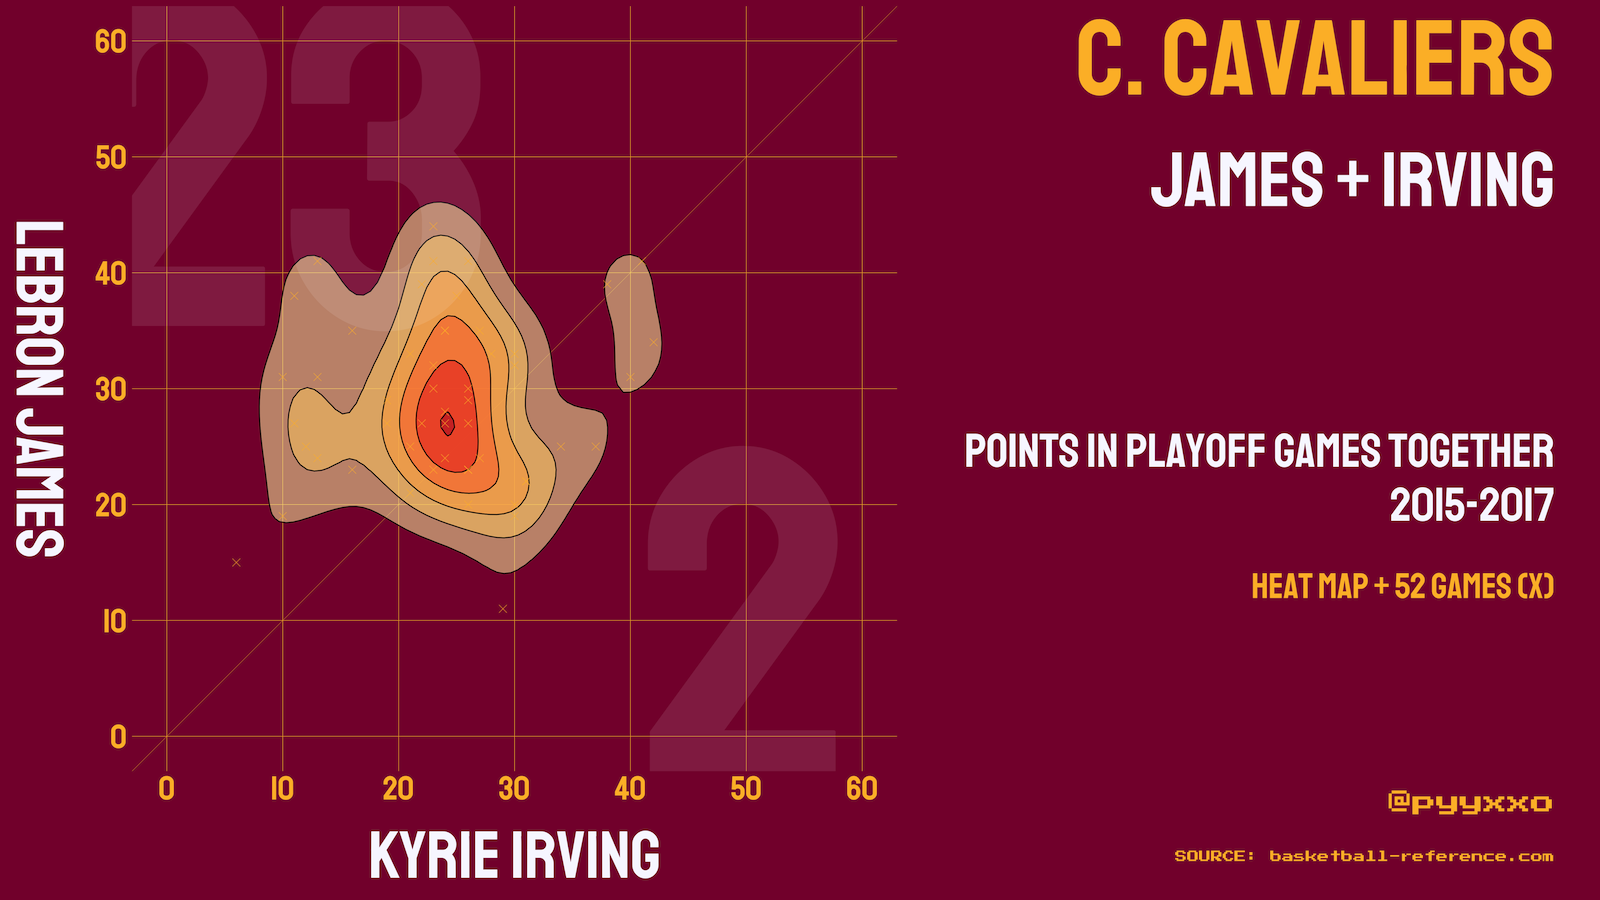 C. CAVALIERS
JAMES + IRVING
23
2
60
50
40
30
20
10
0
LEBRON JAMES
0 10 20 30 40 50 60
KYRIE IRVING
POINTS IN PLAYOFF GAMES TOGETHER
2015-2017
HEAT MAP + 52 GAMES (X)
@pyyxxo
SOURCE: basketball-reference.com